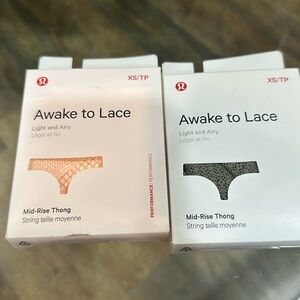 XS/TP
Awake to Lace
Light and Airy
Léger et fin
Mid-Rise Thong
String taille moyenne
PERFORMANCE | PERFORMANCE
XS/TP
Awake to Lace
Light and Airy
Léger et fin
Mid-Rise Thong
String taille moyenne